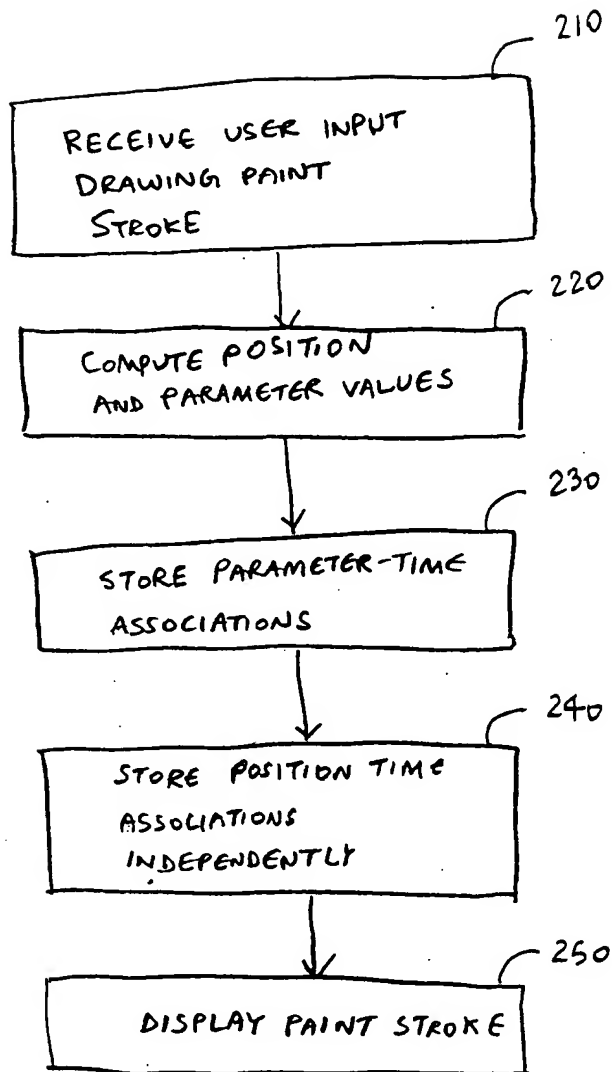 210
RECEIVE USER INPUT
DRAWING PAINT
STROKE
220
COMPUTE POSITION
AND PARAMETER VALUES
230
STORE PARAMETER-TIME
ASSOCIATIONS
240
STORE POSITION TIME
ASSOCIATIONS
INDEPENDENTLY
250
DISPLAY PAINT STROKE